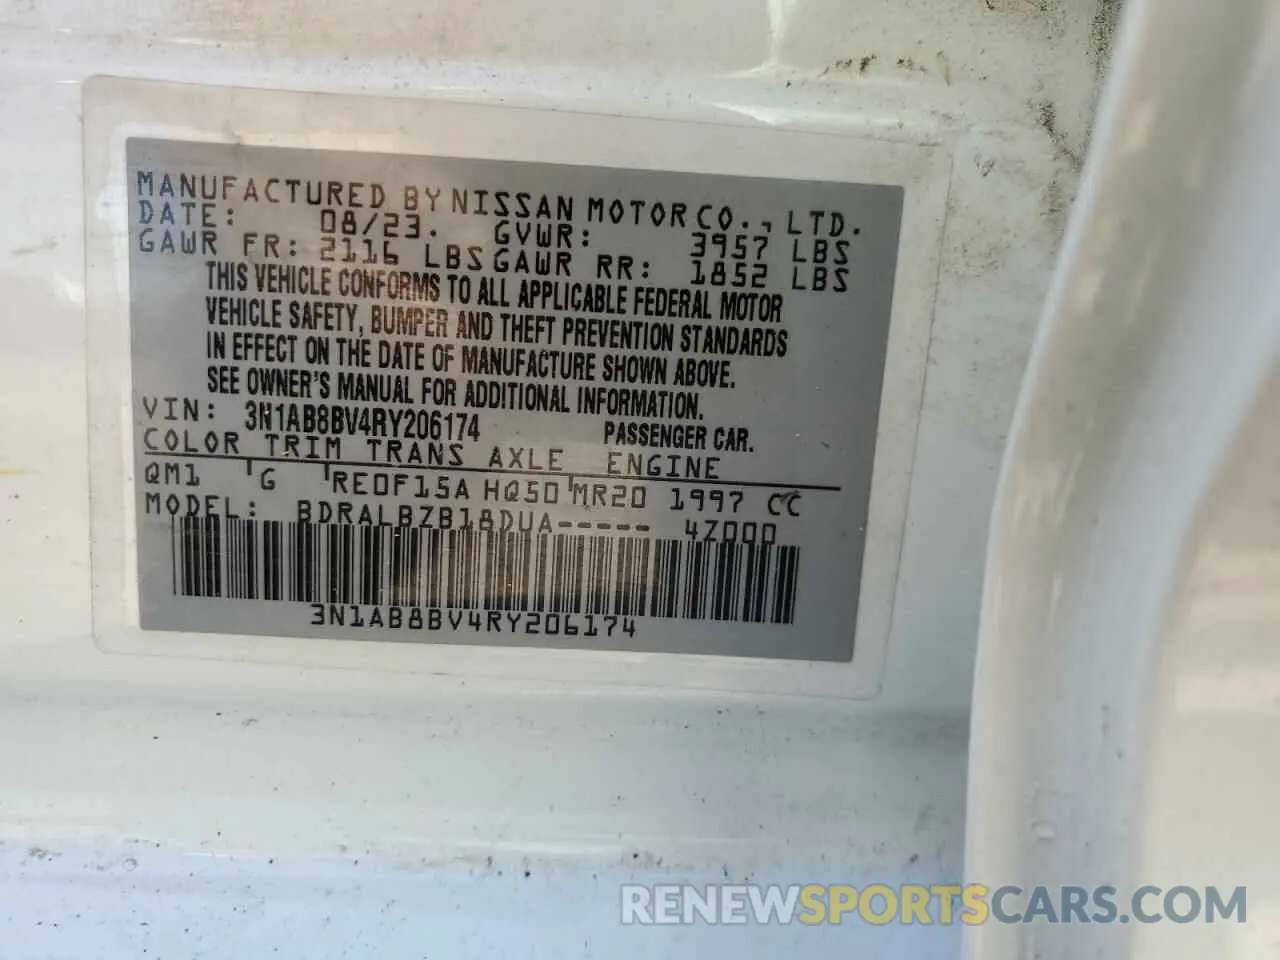 MANUFACTURED BY NISSAN MOTOR CO., LTD.
DATE: 08/23. GVWR: 3957 LBS
GAWR FR: 2116 LBS GAWR RR: 1852 LBS
THIS VEHICLE CONFORMS TO ALL APPLICABLE FEDERAL MOTOR
VEHICLE SAFETY, BUMPER AND THEFT PREVENTION STANDARDS
IN EFFECT ON THE DATE OF MANUFACTURE SHOWN ABOVE.
SEE OWNER'S MANUAL FOR ADDITIONAL INFORMATION.
VIN: 3N1AB8BV4RY206174 PASSENGER CAR.
COLOR TRIM TRANS AXLE ENGINE
QM1 G RE0F15A HQ50 MR20 1997 CC
MODEL: BDRALBZB18DUA----- 4Z000
3N1AB8BV4RY206174
RENEWSPORTSCARS.COM